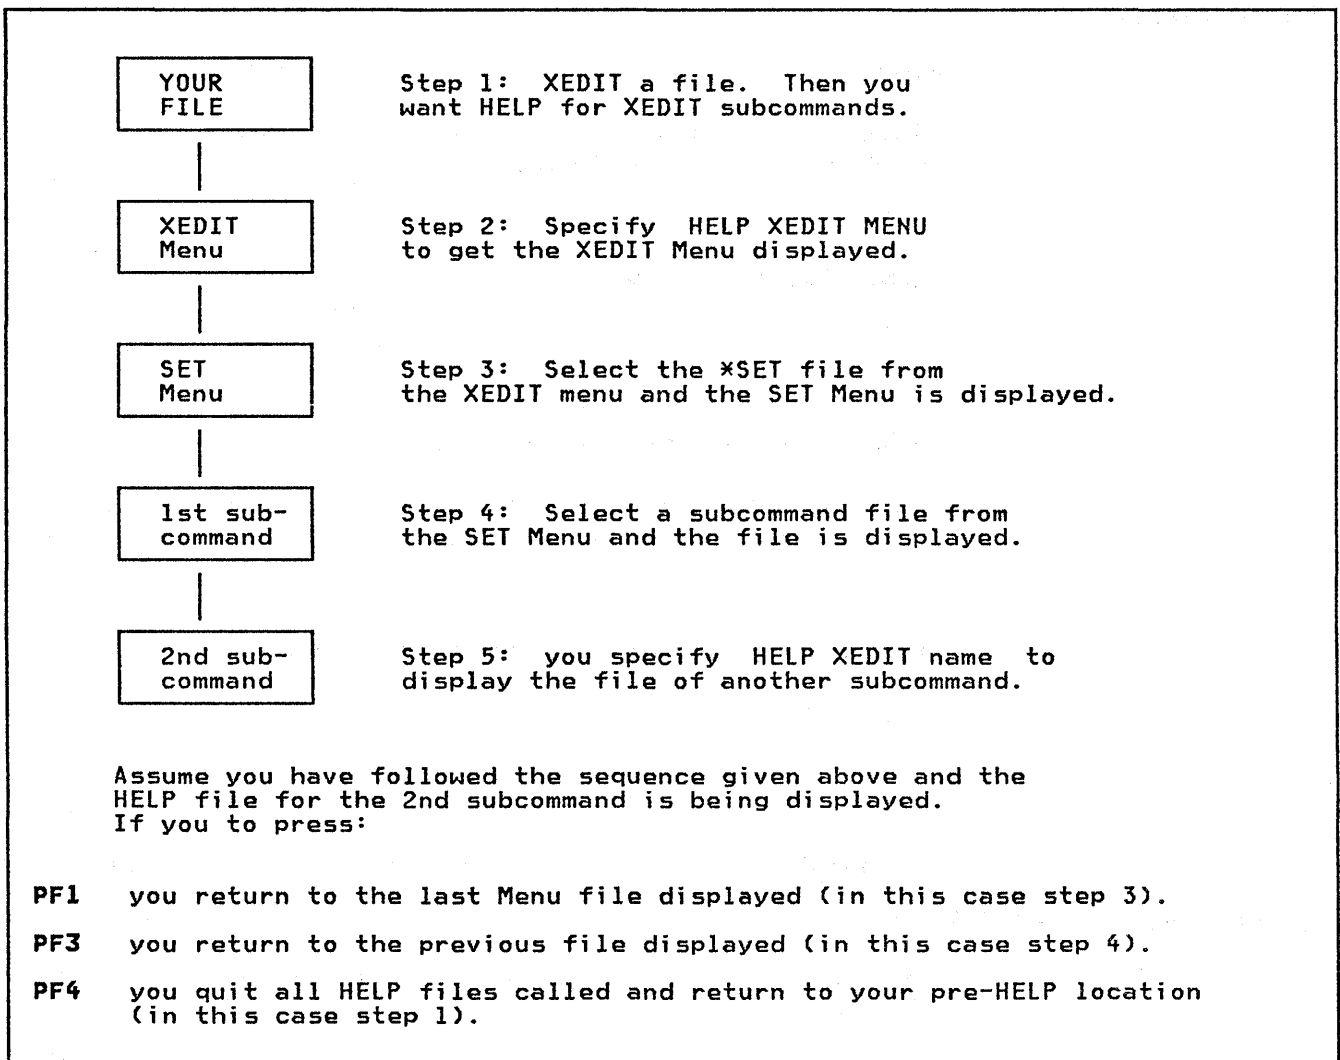 YOUR
FILE
Step 1: XEDIT a file. Then you
want HELP for XEDIT subcommands.
XEDIT
Menu
Step 2: Specify HELP XEDIT MENU
to get the XEDIT Menu displayed.
SET
Menu
Step 3: Select the *SET file from
the XEDIT menu and the SET Menu is displayed.
1st sub-
command
Step 4: Select a subcommand file from
the SET Menu and the file is displayed.
2nd sub-
command
Step 5: you specify HELP XEDIT name to
display the file of another subcommand.
Assume you have followed the sequence given above and the
HELP file for the 2nd subcommand is being displayed.
If you to press:
PF1 you return to the last Menu file displayed (in this case step 3).
PF3 you return to the previous file displayed (in this case step 4).
PF4 you quit all HELP files called and return to your pre-HELP location
(in this case step 1).